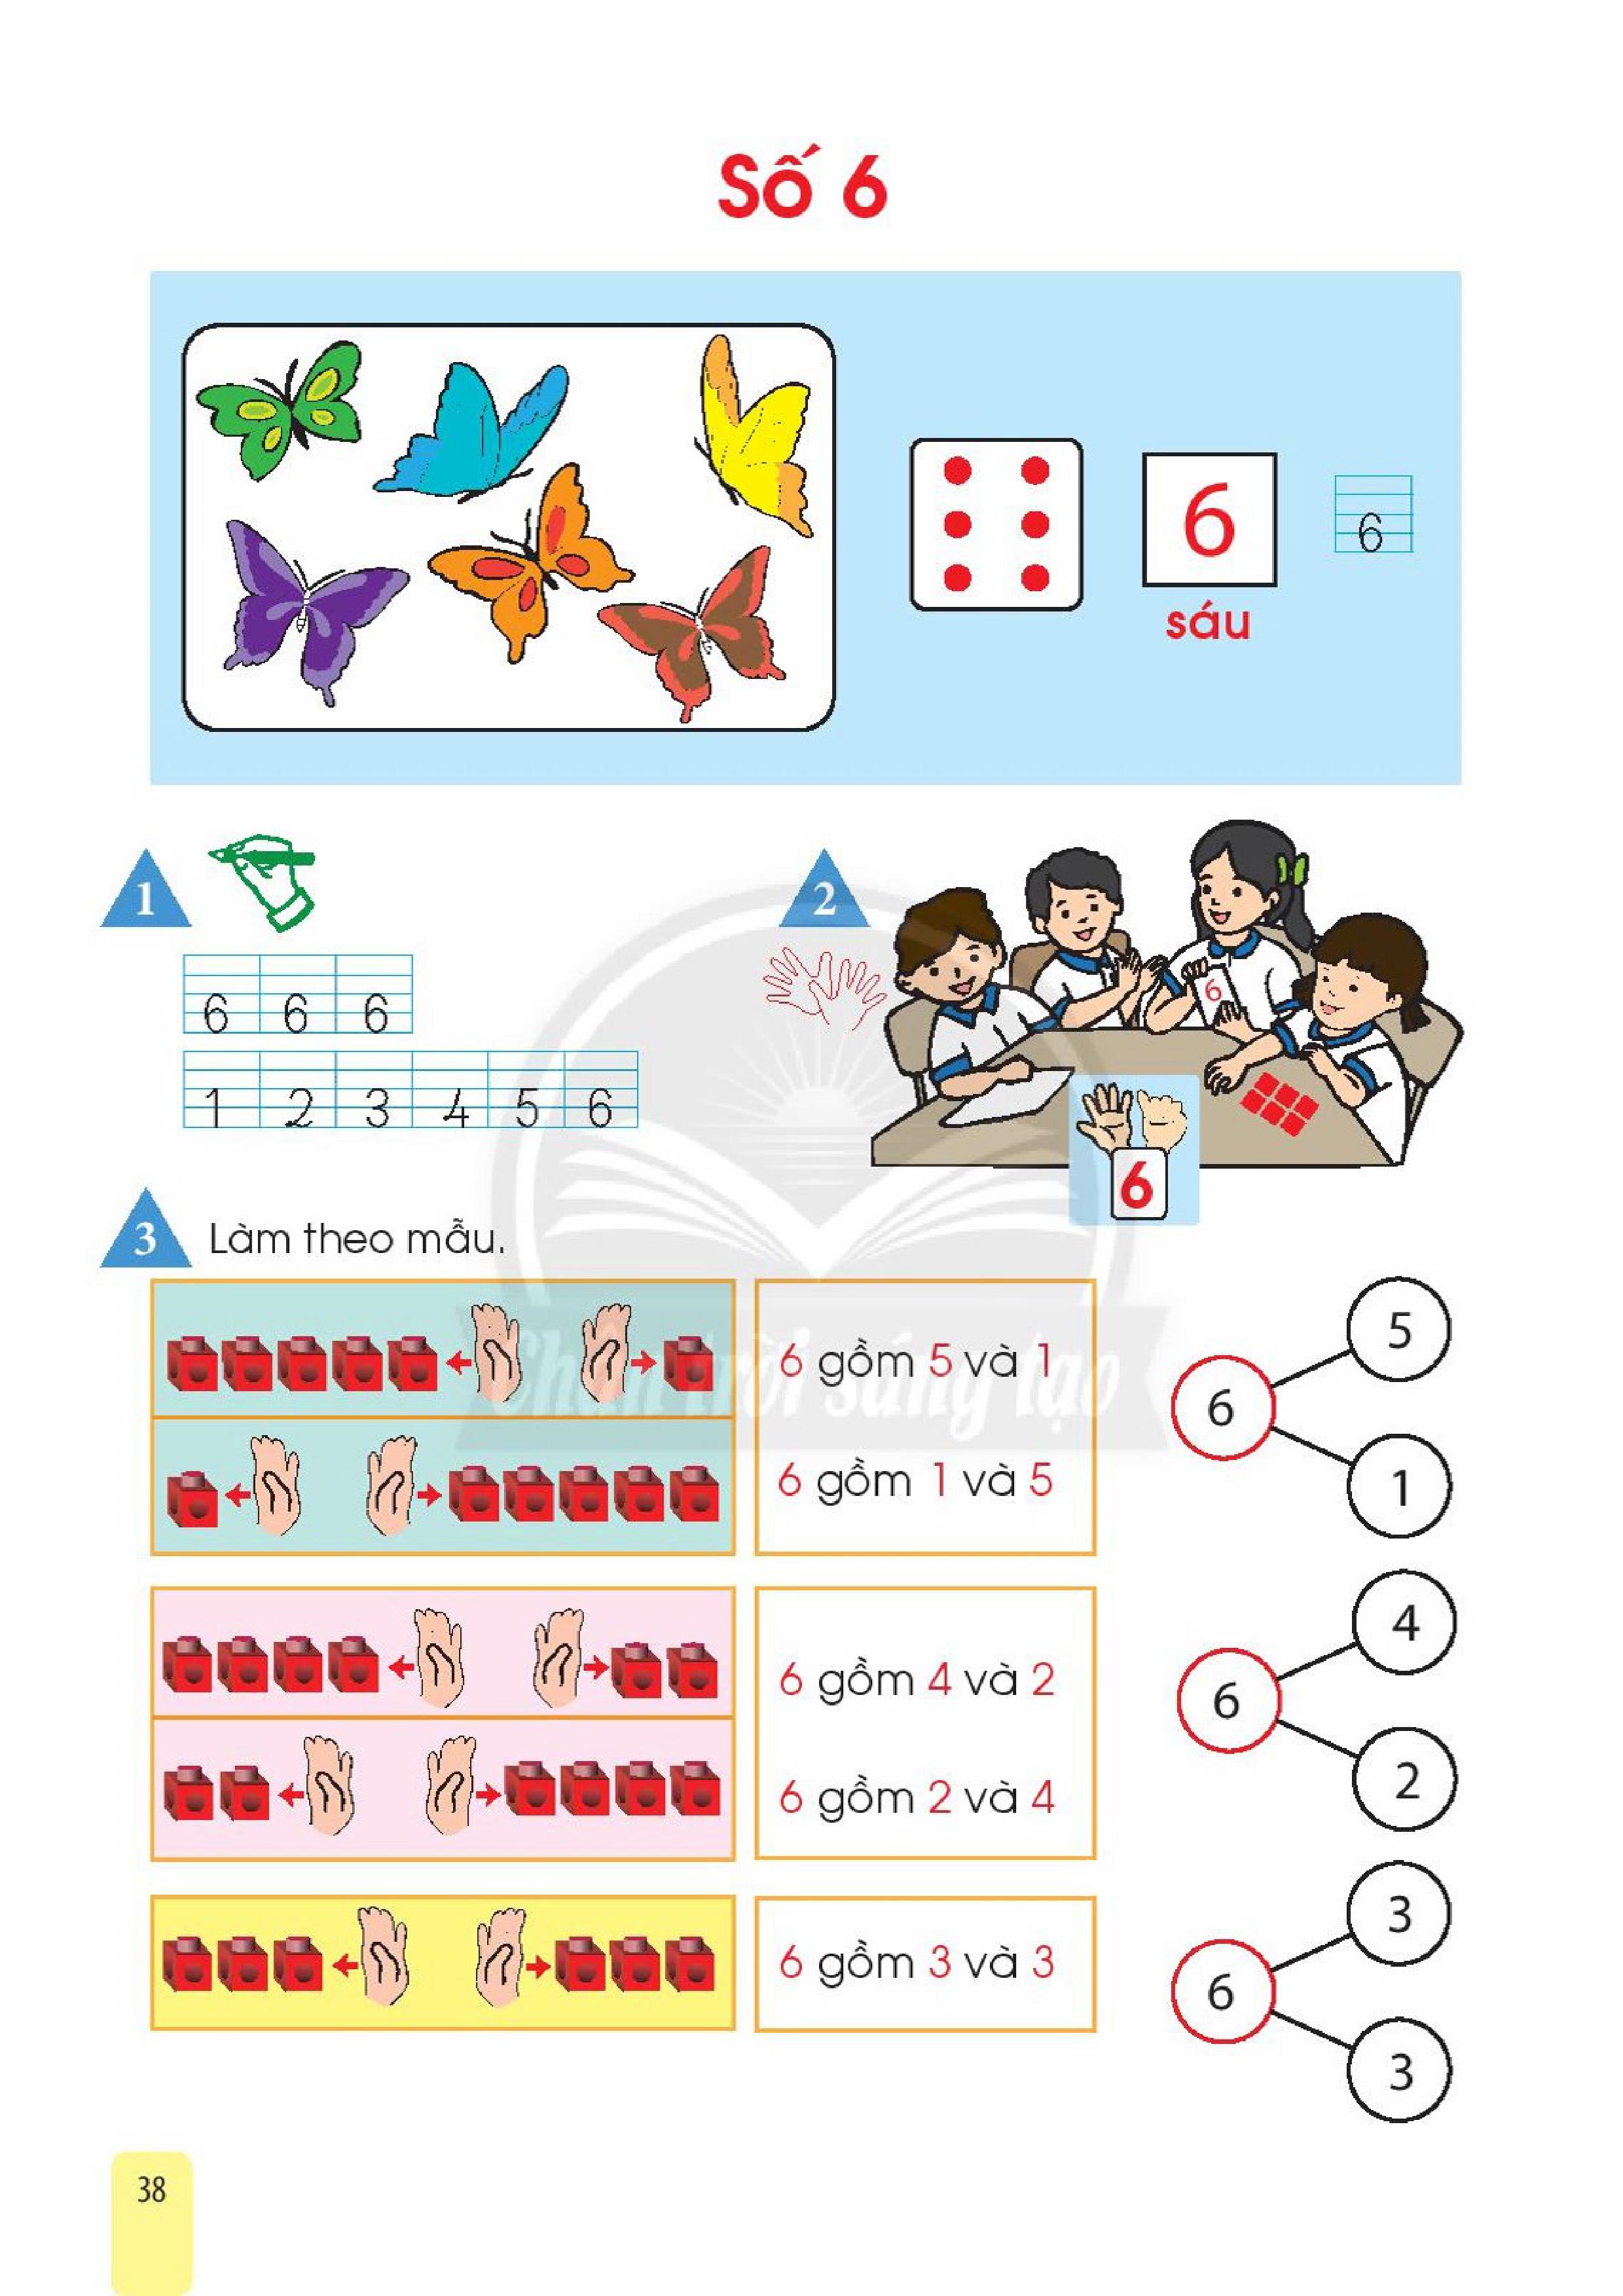 Số 6
6
6
sáu
1
6 6 6
1 2 3 4 5 6
2
6
6
3 Làm theo mẫu.
6 gồm 5 và 1
6 gồm 1 và 5
6
5
1
6 gồm 4 và 2
6 gồm 2 và 4
6
4
2
6 gồm 3 và 3
6
3
3
Chân trời sáng tạo
38